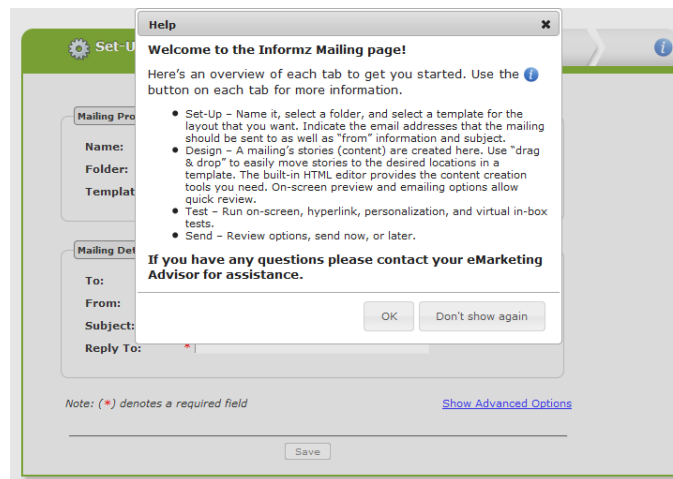 Help
Set-U
Welcome to the Informz Mailing page!
Here's an overview of each tab to get you started. Use the
button on each tab for more information.
• Set-Up – Name it, select a folder, and select a template for the
layout that you want. Indicate the email addresses that the mailing
should be sent to as well as "from" information and subject.
• Design – A mailing's stories (content) are created here. Use "drag
& drop" to easily move stories to the desired locations in a
template. The built-in HTML editor provides the content creation
tools you need. On-screen preview and emailing options allow
quick review.
• Test – Run on-screen, hyperlink, personalization, and virtual in-box
tests.
• Send – Review options, send now, or later.
If you have any questions please contact your eMarketing
Advisor for assistance.
OK
Don't show again
Mailing Pro
Name:
Folder:
Templat
Mailing Det
To:
From:
Subject:
Reply To: *
Note: (*) denotes a required field
Show Advanced Options
Save